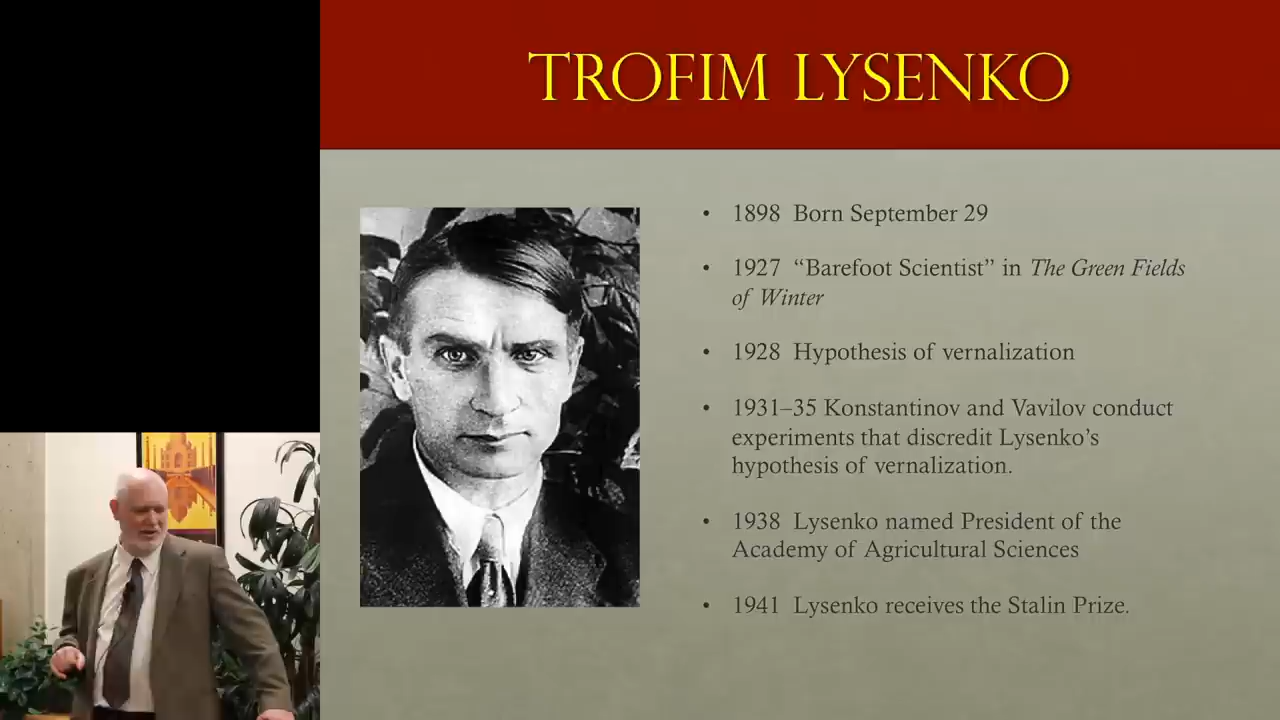 TROFIM LYSENKO
• 1898 Born September 29
• 1927 “Barefoot Scientist” in The Green Fields
of Winter
• 1928 Hypothesis of vernalization
• 1931–35 Konstantinov and Vavilov conduct
experiments that discredit Lysenko’s
hypothesis of vernalization.
• 1938 Lysenko named President of the
Academy of Agricultural Sciences
• 1941 Lysenko receives the Stalin Prize.